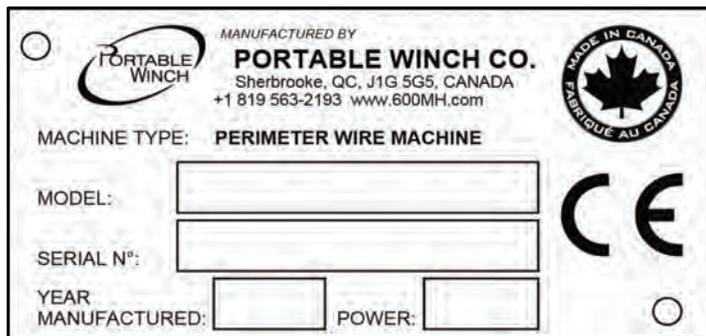 MANUFACTURED BY
PORTABLE WINCH
PORTABLE WINCH CO.
Sherbrooke, QC, J1G 5G5, CANADA
+1 819 563-2193 www.600MH.com
MADE IN CANADA
FABRIQUÉ AU CANADA
MACHINE TYPE: PERIMETER WIRE MACHINE
MODEL:
SERIAL N°:
CE
YEAR
MANUFACTURED: POWER: